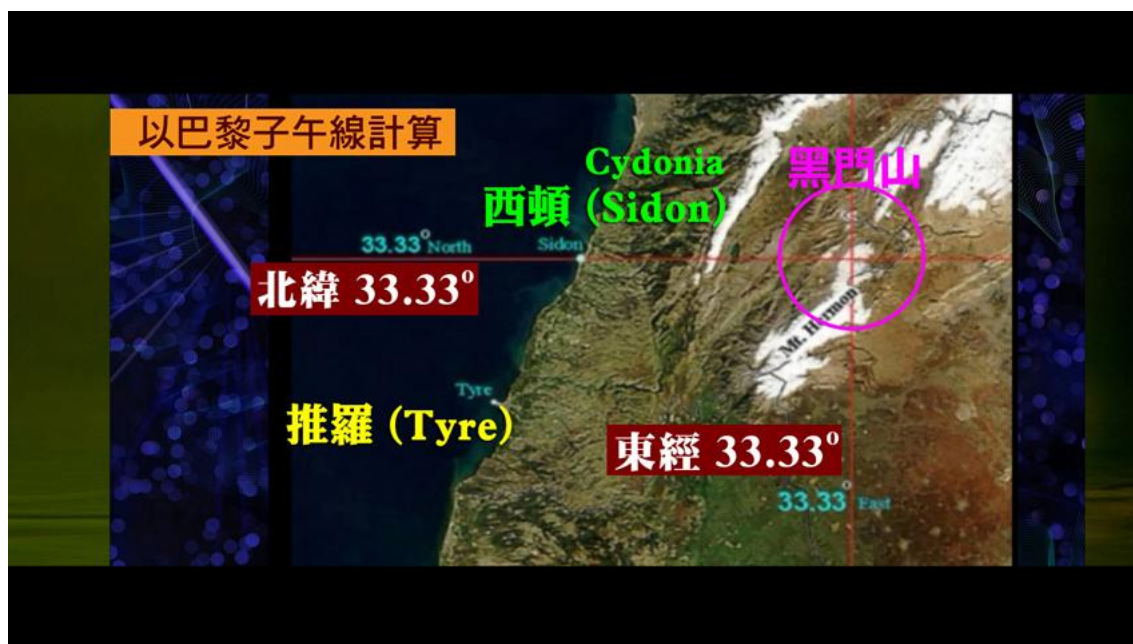 以巴黎子午線計算
Cydonia
西頓 (Sidon)
黑門山
33.33° North
Sidon
北緯 33.33°
Mt. Hermon
Tyre
推羅 (Tyre)
東經 33.33°
33.33° East